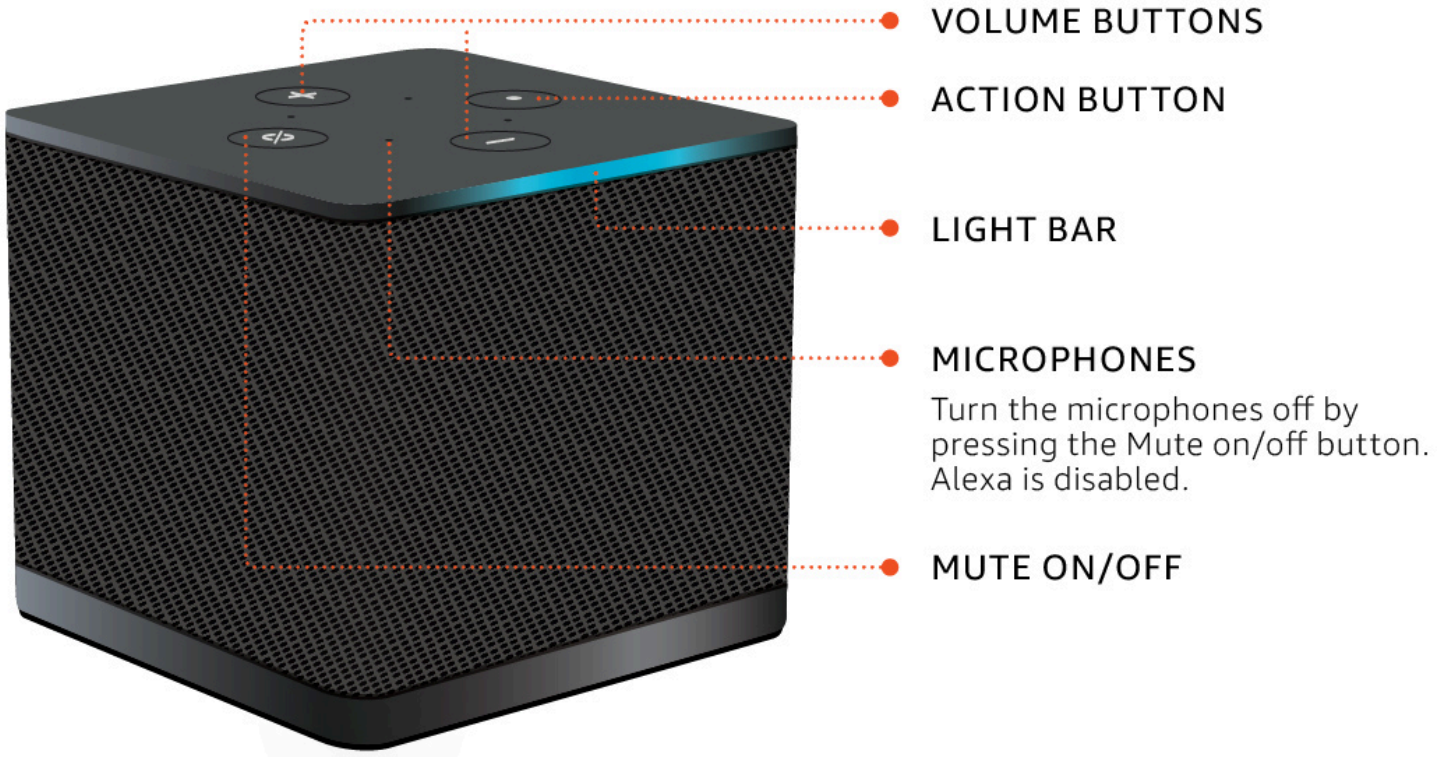 VOLUME BUTTONS
ACTION BUTTON
LIGHT BAR
MICROPHONES
Turn the microphones off by
pressing the Mute on/off button.
Alexa is disabled.
MUTE ON/OFF